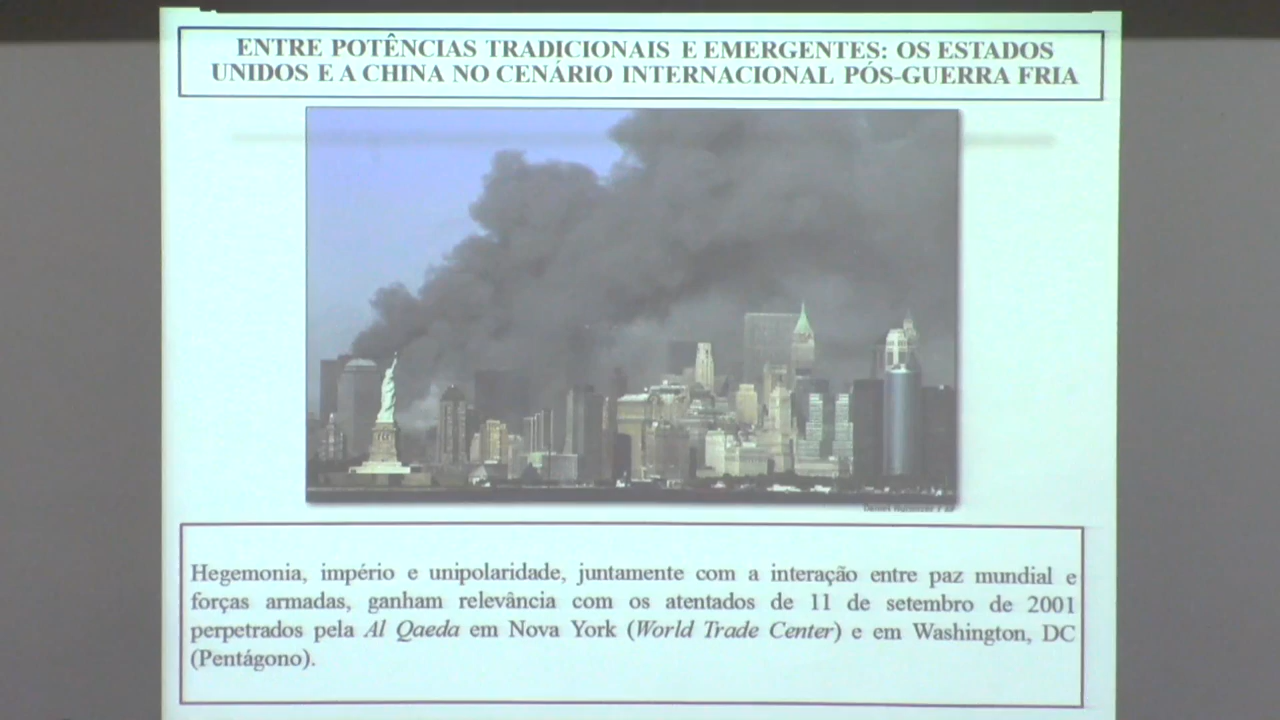 ENTRE POTÊNCIAS TRADICIONAIS E EMERGENTES: OS ESTADOS
UNIDOS E A CHINA NO CENÁRIO INTERNACIONAL PÓS-GUERRA FRIA
Hegemonia, império e unipolaridade, juntamente com a interação entre paz mundial e
forças armadas, ganham relevância com os atentados de 11 de setembro de 2001
perpetrados pela Al Qaeda em Nova York (World Trade Center) e em Washington, DC
(Pentágono).